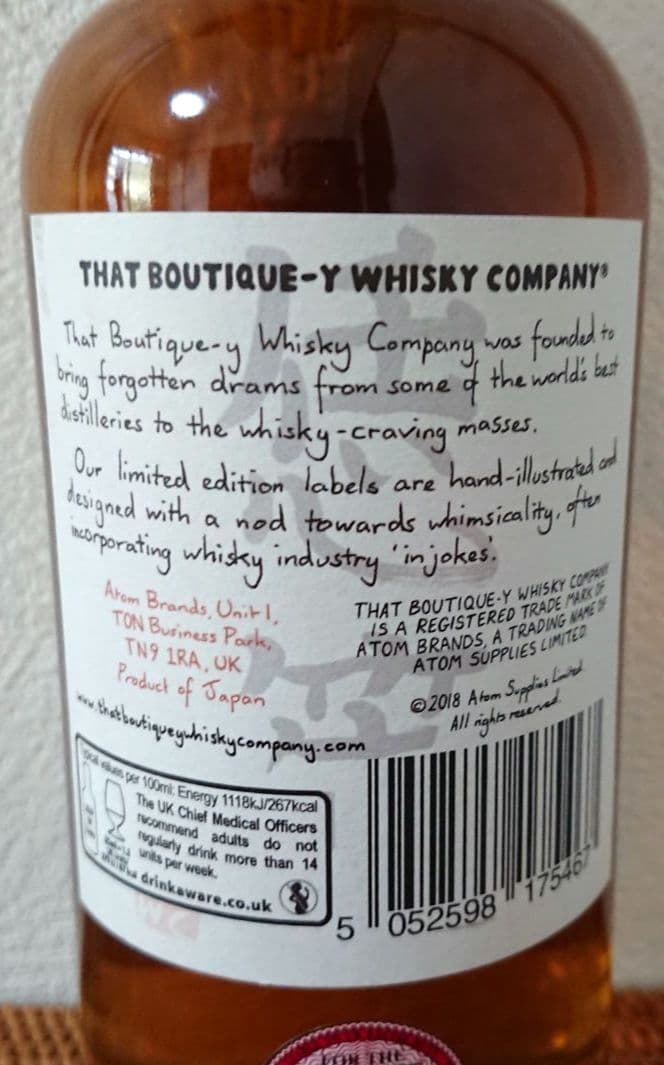 THAT BOUTIQUE-Y WHISKY COMPANY®
That Boutique-y Whisky Company was founded to
bring forgotten drams from some of the world's best
distilleries to the whisky-craving masses.
Our limited edition labels are hand-illustrated and
designed with a nod towards whimsicality, often
incorporating whisky industry 'injokes'.
Atom Brands, Unit 1,
TON Business Park,
TN9 1RA, UK
Product of Japan
www.thatboutiqueywhiskycompany.com
THAT BOUTIQUE-Y WHISKY COMPANY
IS A REGISTERED TRADE MARK OF
ATOM BRANDS, A TRADING NAME OF
ATOM SUPPLIES LIMITED
©2018 Atom Supplies Limited.
All rights reserved.
values per 100ml: Energy 1118kJ/267kcal
The UK Chief Medical Officers
recommend adults do not
regularly drink more than 14
units per week.
drinkaware.co.uk
5 052598 175467
FOR THE